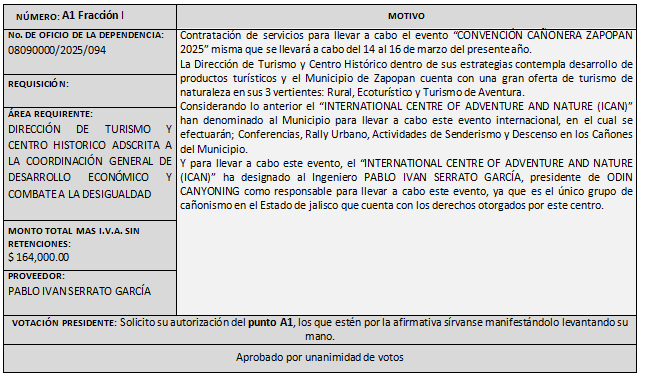 NÚMERO: A1 Fracción I
MOTIVO
No. DE OFICIO DE LA DEPENDENCIA:
08090000/2025/094
REQUISICIÓN:
ÁREA REQUIRENTE:
DIRECCIÓN DE TURISMO Y
CENTRO HISTORICO ADSCRITA A
LA COORDINACIÓN GENERAL DE
DESARROLLO ECONÓMICO Y
COMBATE A LA DESIGUALDAD
MONTO TOTAL MAS I.V.A. SIN
RETENCIONES:
$ 164,000.00
PROVEEDOR:
PABLO IVAN SERRATO GARCÍA
Contratación de servicios para llevar a cabo el evento “CONVENCIÓN CAÑONERA ZAPOPAN
2025” misma que se llevará a cabo del 14 al 16 de marzo del presente año.
La Dirección de Turismo y Centro Histórico dentro de sus estrategias contempla desarrollo de
productos turísticos y el Municipio de Zapopan cuenta con una gran oferta de turismo de
naturaleza en sus 3 vertientes: Rural, Ecoturístico y Turismo de Aventura.
Considerando lo anterior el “INTERNATIONAL CENTRE OF ADVENTURE AND NATURE (ICAN)”
han denominado al Municipio para llevar a cabo este evento internacional, en el cual se
efectuarán; Conferencias, Rally Urbano, Actividades de Senderismo y Descenso en los Cañones
del Municipio.
Y para llevar a cabo este evento, el “INTERNATIONAL CENTRE OF ADVENTURE AND NATURE
(ICAN)” ha designado al Ingeniero PABLO IVAN SERRATO GARCÍA, presidente de ODIN
CANYONING como responsable para llevar a cabo este evento, ya que es el único grupo de
cañonismo en el Estado de jalisco que cuenta con los derechos otorgados por este centro.
VOTACIÓN PRESIDENTE: Solicito su autorización del punto A1, los que estén por la afirmativa sírvanse manifestándolo levantando su
mano.
Aprobado por unanimidad de votos